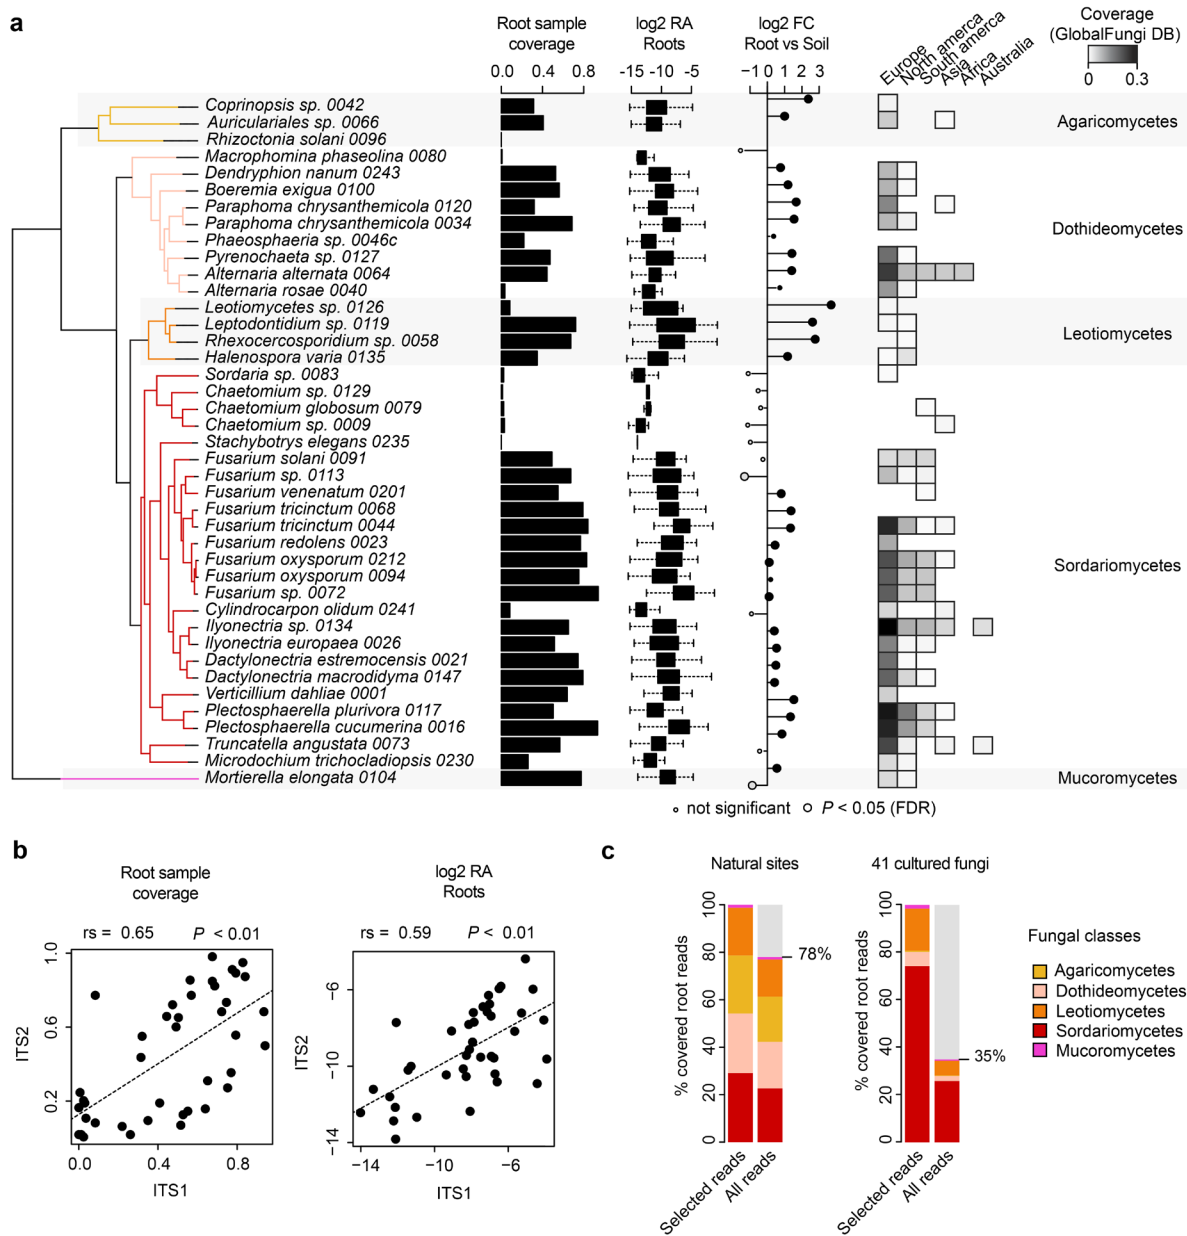 a
Root sample
coverage
0.0 0.4 0.8
log2 RA
Roots
-15 -10 -5
log2 FC
Root vs Soil
−1 0 1 2 3
Europe
North amerca
South amerca
Asia
Africa
Australia
Coverage
(GlobalFungi DB)
0 0.3
Coprinopsis sp. 0042
Auriculariales sp. 0066
Rhizoctonia solani 0096
Macrophomina phaseolina 0080
Dendryphion nanum 0243
Boeremia exigua 0100
Paraphoma chrysanthemicola 0120
Paraphoma chrysanthemicola 0034
Phaeosphaeria sp. 0046c
Pyrenochaeta sp. 0127
Alternaria alternata 0064
Alternaria rosae 0040
Leotiomycetes sp. 0126
Leptodontidium sp. 0119
Rhexocercosporidium sp. 0058
Halenospora varia 0135
Sordaria sp. 0083
Chaetomium sp. 0129
Chaetomium globosum 0079
Chaetomium sp. 0009
Stachybotrys elegans 0235
Fusarium solani 0091
Fusarium sp. 0113
Fusarium venenatum 0201
Fusarium tricinctum 0068
Fusarium tricinctum 0044
Fusarium redolens 0023
Fusarium oxysporum 0212
Fusarium oxysporum 0094
Fusarium sp. 0072
Cylindrocarpon olidum 0241
Ilyonectria sp. 0134
Ilyonectria europaea 0026
Dactylonectria estremocensis 0021
Dactylonectria macrodidyma 0147
Verticillium dahliae 0001
Plectosphaerella plurivora 0117
Plectosphaerella cucumerina 0016
Truncatella angustata 0073
Microdochium trichocladiopsis 0230
Mortierella elongata 0104
Agaricomycetes
Dothideomycetes
Leotiomycetes
Sordariomycetes
Mucoromycetes
not significant P < 0.05 (FDR)
b
Root sample
coverage
rs = 0.65 P < 0.01
ITS2
1.0
0.6
0.2
0.0 0.4 0.8
ITS1
log2 RA
Roots
rs = 0.59 P < 0.01
ITS2
−6
−10
−14
−14 −10 −6
ITS1
c
Natural sites
% covered root reads
100
80
60
40
20
0
78%
Selected reads
All reads
41 cultured fungi
% covered root reads
100
80
60
40
20
0
35%
Selected reads
All reads
Fungal classes
Agaricomycetes
Dothideomycetes
Leotiomycetes
Sordariomycetes
Mucoromycetes